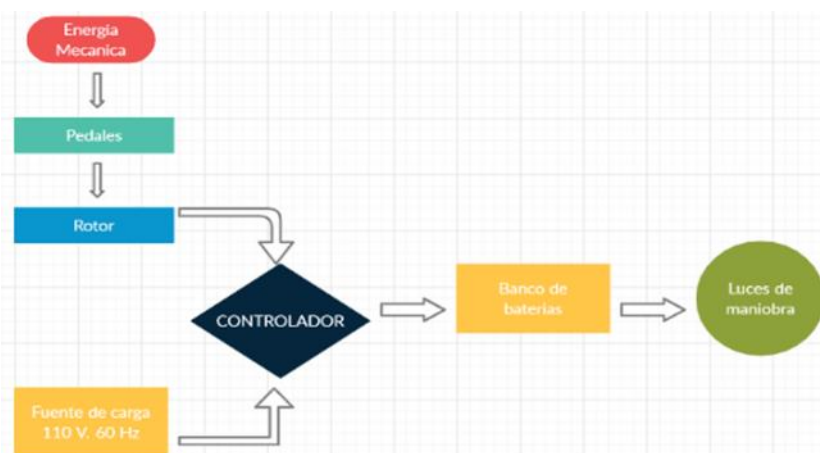 Energia
Mecanica
Pedales
Rotor
CONTROLADOR
Banco de
baterias
Luces de
maniobra
Fuente de carga
110 V. 60 Hz